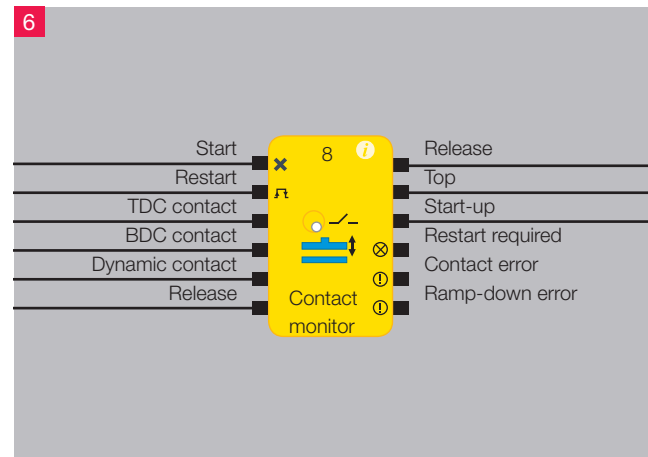 6
Start
Restart
TDC contact
BDC contact
Dynamic contact
Release
8
i
Contact
monitor
Release
Top
Start-up
Restart required
Contact error
Ramp-down error